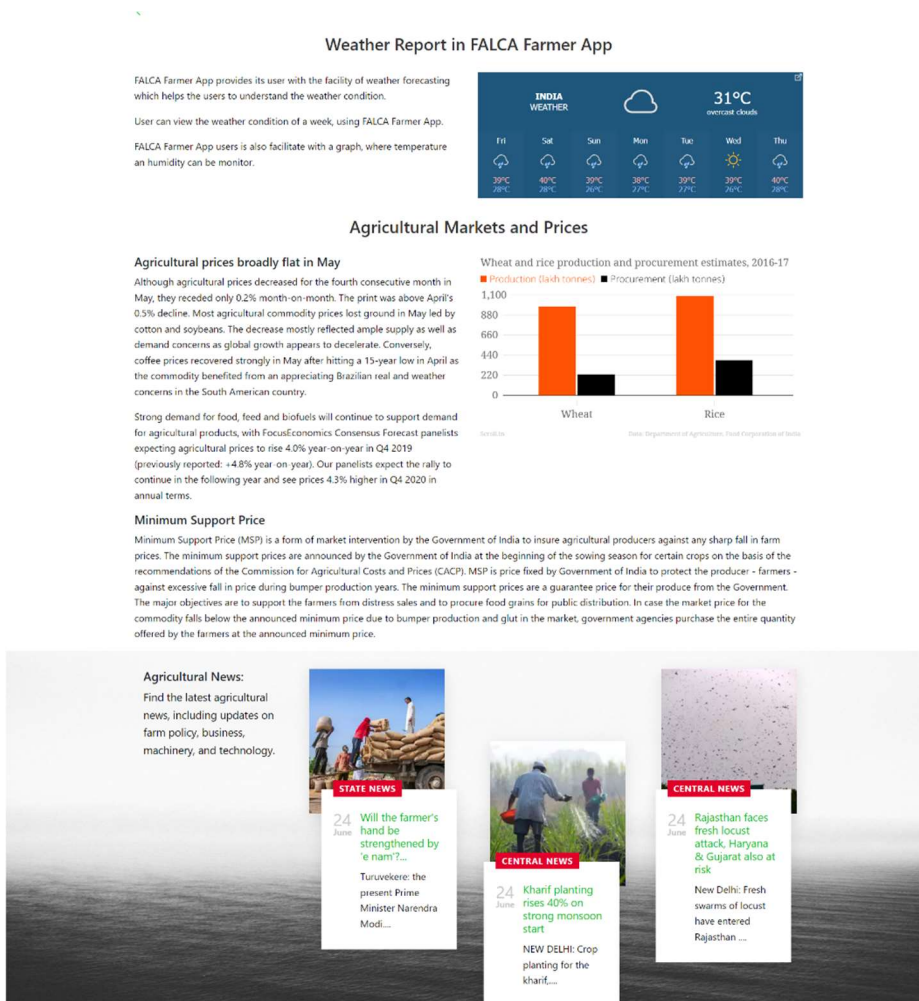 Weather Report in FALCA Farmer App
FALCA Farmer App provides its user with the facility of weather forecasting
which helps the users to understand the weather condition.
User can view the weather condition of a week, using FALCA Farmer App.
FALCA Farmer App users is also facilitate with a graph, where temperature
an humidity can be monitor.
INDIA
WEATHER
31°C
overcast clouds
Fri Sat Sun Mon Tue Wed Thu
39°C 40°C 39°C 38°C 39°C 39°C 40°C
28°C 28°C 26°C 27°C 27°C 26°C 28°C
Agricultural Markets and Prices
Agricultural prices broadly flat in May
Although agricultural prices decreased for the fourth consecutive month in
May, they receded only 0.2% month-on-month. The print was above April's
0.5% decline. Most agricultural commodity prices lost ground in May led by
cotton and soybeans. The decrease mostly reflected ample supply as well as
demand concerns as global growth appears to decelerate. Conversely,
coffee prices recovered strongly in May after hitting a 15-year low in April as
the commodity benefited from an appreciating Brazilian real and weather
concerns in the South American country.
Strong demand for food, feed and biofuels will continue to support demand
for agricultural products, with FocusEconomics Consensus Forecast panelists
expecting agricultural prices to rise 4.0% year-on-year in Q4 2019
(previously reported: +4.8% year-on-year). Our panelists expect the rally to
continue in the following year and see prices 4.3% higher in Q4 2020 in
annual terms.
Wheat and rice production and procurement estimates, 2016-17
Production (lakh tonnes) Procurement (lakh tonnes)
1,100
880
660
440
220
0
Wheat Rice
Data: Department of Agriculture, Food Corporation of India
Minimum Support Price
Minimum Support Price (MSP) is a form of market intervention by the Government of India to insure agricultural producers against any sharp fall in farm
prices. The minimum support prices are announced by the Government of India at the beginning of the sowing season for certain crops on the basis of the
recommendations of the Commission for Agricultural Costs and Prices (CACP). MSP is price fixed by Government of India to protect the producer - farmers -
against excessive fall in price during bumper production years. The minimum support prices are a guarantee price for their produce from the Government.
The major objectives are to support the farmers from distress sales and to procure food grains for public distribution. In case the market price for the
commodity falls below the announced minimum price due to bumper production and glut in the market, government agencies purchase the entire quantity
offered by the farmers at the announced minimum price.
Agricultural News:
Find the latest agricultural
news, including updates on
farm policy, business,
machinery, and technology.
STATE NEWS
24
June
Will the farmer's
hand be
strengthened by
'e nam'?...
Turuvekere: the
present Prime
Minister Narendra
Modi....
CENTRAL NEWS
24
June
Kharif planting
rises 40% on
strong monsoon
start
NEW DELHI: Crop
planting for the
kharif,....
CENTRAL NEWS
24
June
Rajasthan faces
fresh locust
attack, Haryana
& Gujarat also at
risk
New Delhi: Fresh
swarms of locust
have entered
Rajasthan ....